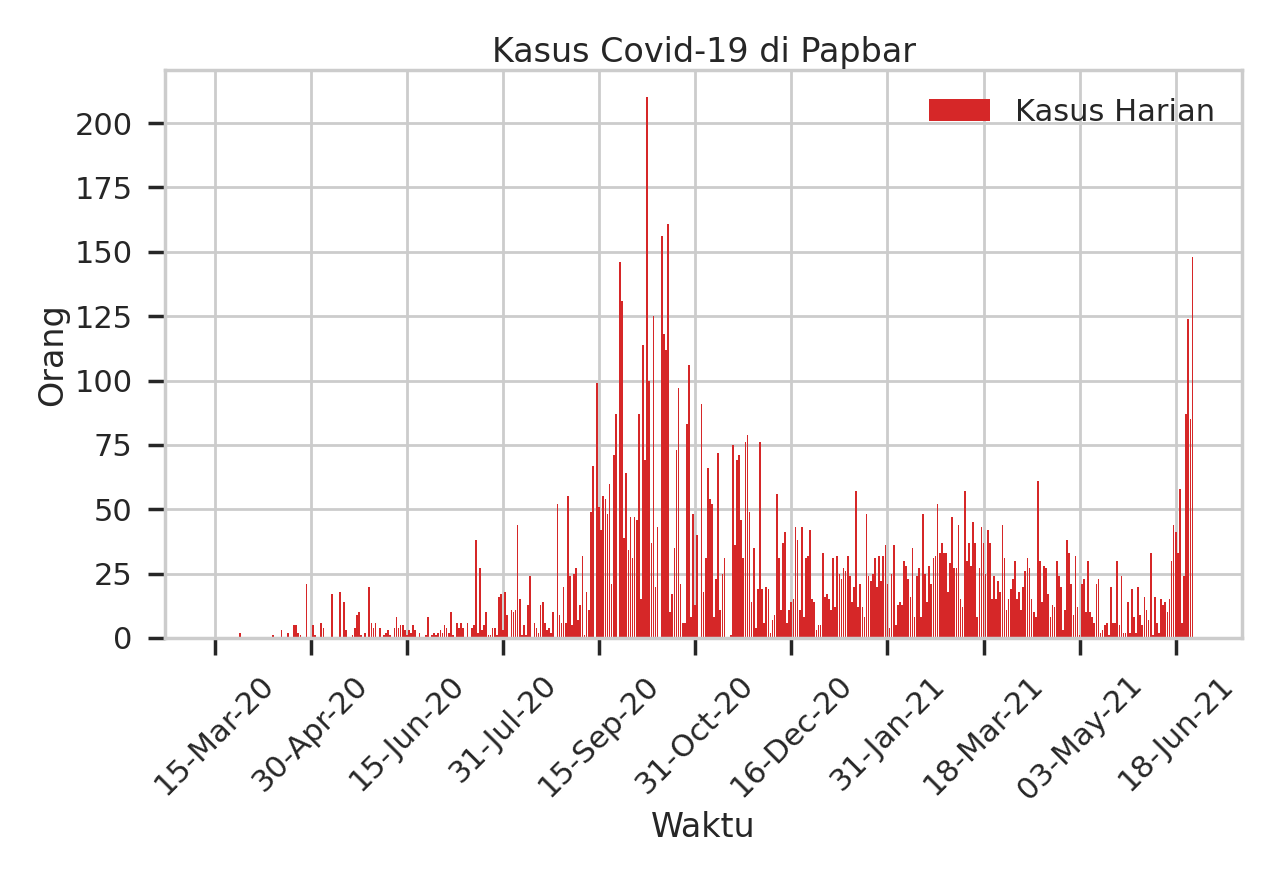 Kasus Covid-19 di Papbar
Kasus Harian
200
175
150
125
100
75
50
25
0
Orang
15-Mar-20
30-Apr-20
15-Jun-20
31-Jul-20
15-Sep-20
31-Oct-20
16-Dec-20
31-Jan-21
18-Mar-21
03-May-21
18-Jun-21
Waktu